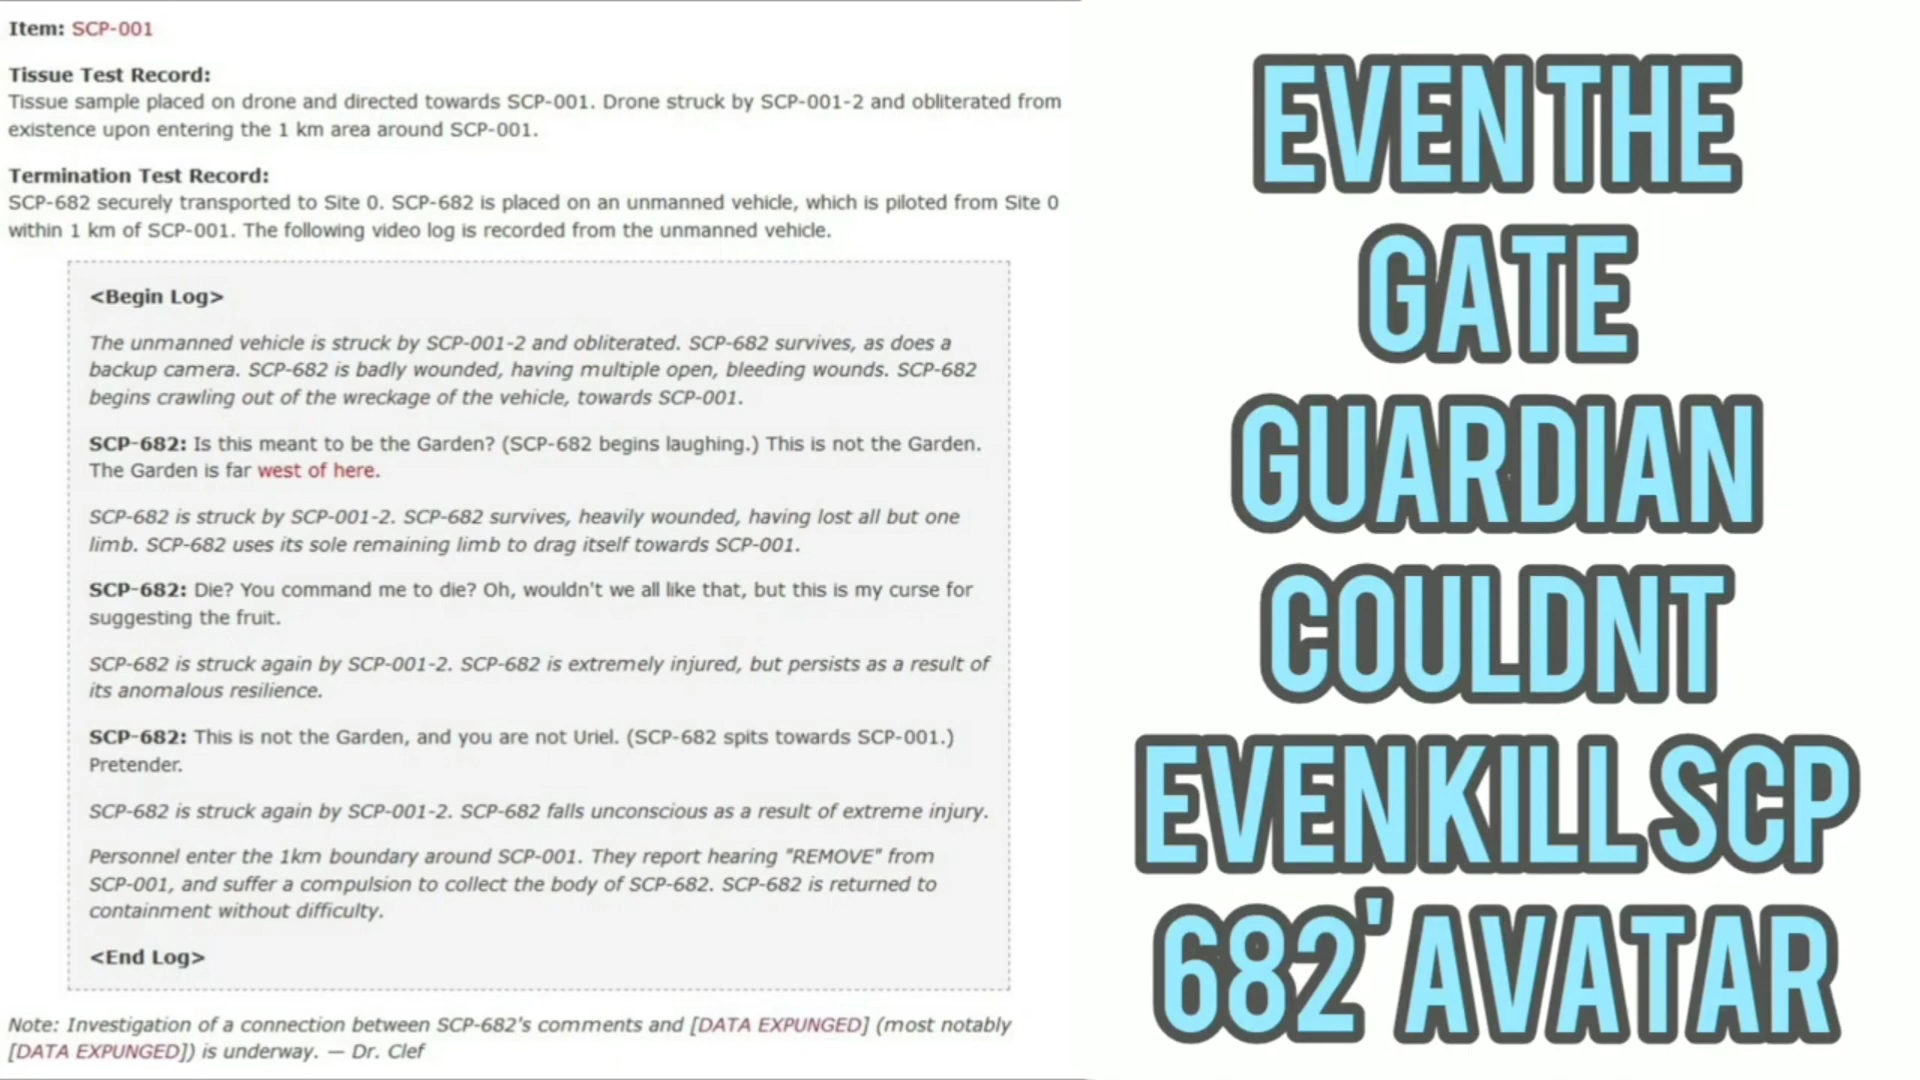 Item: SCP-001
Tissue Test Record:
Tissue sample placed on drone and directed towards SCP-001. Drone struck by SCP-001-2 and obliterated from
existence upon entering the 1 km area around SCP-001.
Termination Test Record:
SCP-682 securely transported to Site 0. SCP-682 is placed on an unmanned vehicle, which is piloted from Site 0
within 1 km of SCP-001. The following video log is recorded from the unmanned vehicle.
<Begin Log>
The unmanned vehicle is struck by SCP-001-2 and obliterated. SCP-682 survives, as does a
backup camera. SCP-682 is badly wounded, having multiple open, bleeding wounds. SCP-682
begins crawling out of the wreckage of the vehicle, towards SCP-001.
SCP-682: Is this meant to be the Garden? (SCP-682 begins laughing.) This is not the Garden.
The Garden is far west of here.
SCP-682 is struck by SCP-001-2. SCP-682 survives, heavily wounded, having lost all but one
limb. SCP-682 uses its sole remaining limb to drag itself towards SCP-001.
SCP-682: Die? You command me to die? Oh, wouldn't we all like that, but this is my curse for
suggesting the fruit.
SCP-682 is struck again by SCP-001-2. SCP-682 is extremely injured, but persists as a result of
its anomalous resilience.
SCP-682: This is not the Garden, and you are not Uriel. (SCP-682 spits towards SCP-001.)
Pretender.
SCP-682 is struck again by SCP-001-2. SCP-682 falls unconscious as a result of extreme injury.
Personnel enter the 1km boundary around SCP-001. They report hearing "REMOVE" from
SCP-001, and suffer a compulsion to collect the body of SCP-682. SCP-682 is returned to
containment without difficulty.
<End Log>
Note: Investigation of a connection between SCP-682's comments and [DATA EXPUNGED] (most notably
[DATA EXPUNGED]) is underway. — Dr. Clef
EVEN THE
GATE
GUARDIAN
COULDNT
EVEN KILL SCP
682' AVATAR